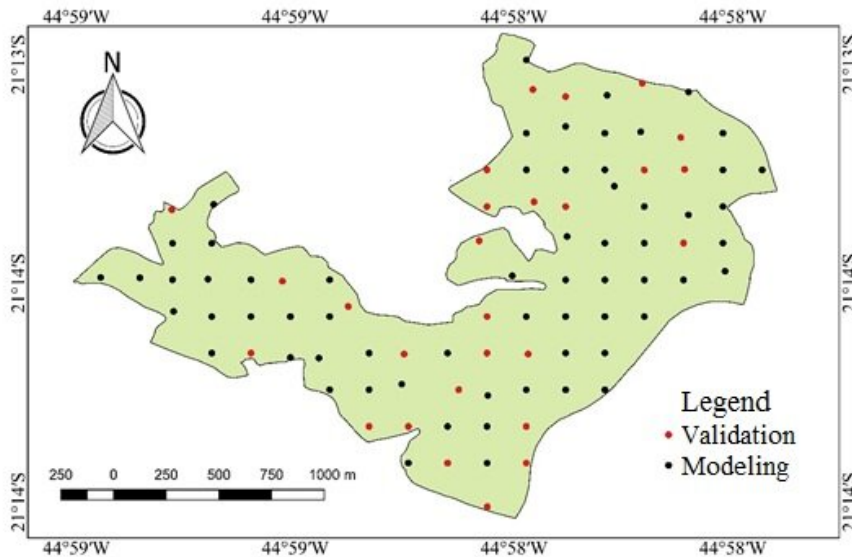 44°59'W 44°59'W 44°58'W 44°58'W
21°13'S 21°13'S
N
21°14'S 21°14'S
Legend
Validation
Modeling
250 0 250 500 750 1000 m
21°14'S 21°14'S
44°59'W 44°59'W 44°58'W 44°58'W